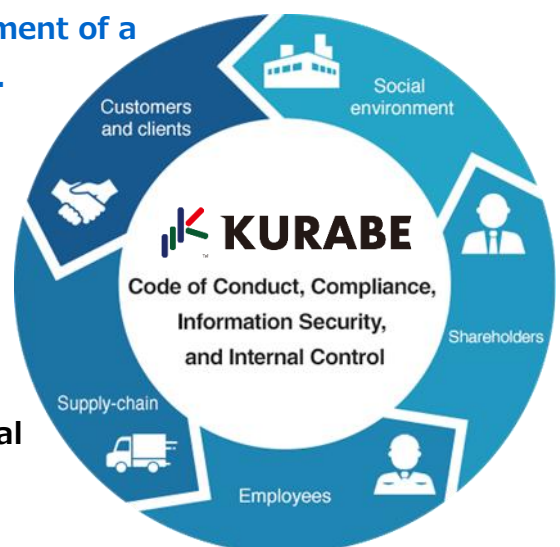 ment of a
.
Social
environment
Customers
and clients
KURABE
TM
Code of Conduct, Compliance,
Information Security,
and Internal Control
Shareholders
Supply-chain
al
Employees